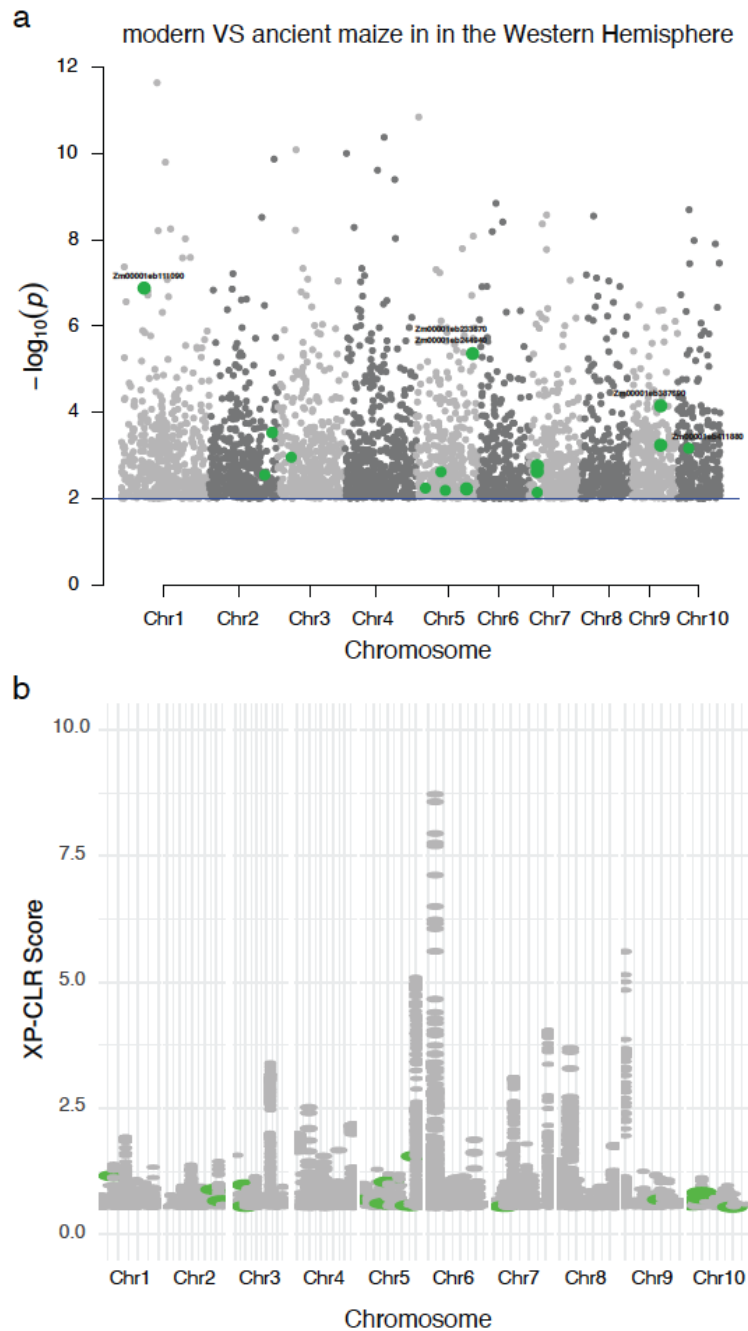 a
modern VS ancient maize in in the Western Hemisphere
12
10
8
6
4
2
0
− log10(p)
Zm00001eb111090
Zm00001eb233870
Zm00001eb244940
Zm00001eb387590
Zm00001eb411880
Chr1 Chr2 Chr3 Chr4 Chr5 Chr6 Chr7 Chr8 Chr9 Chr10
Chromosome
b
10.0
7.5
5.0
2.5
0.0
XP-CLR Score
Chr1 Chr2 Chr3 Chr4 Chr5 Chr6 Chr7 Chr8 Chr9 Chr10
Chromosome